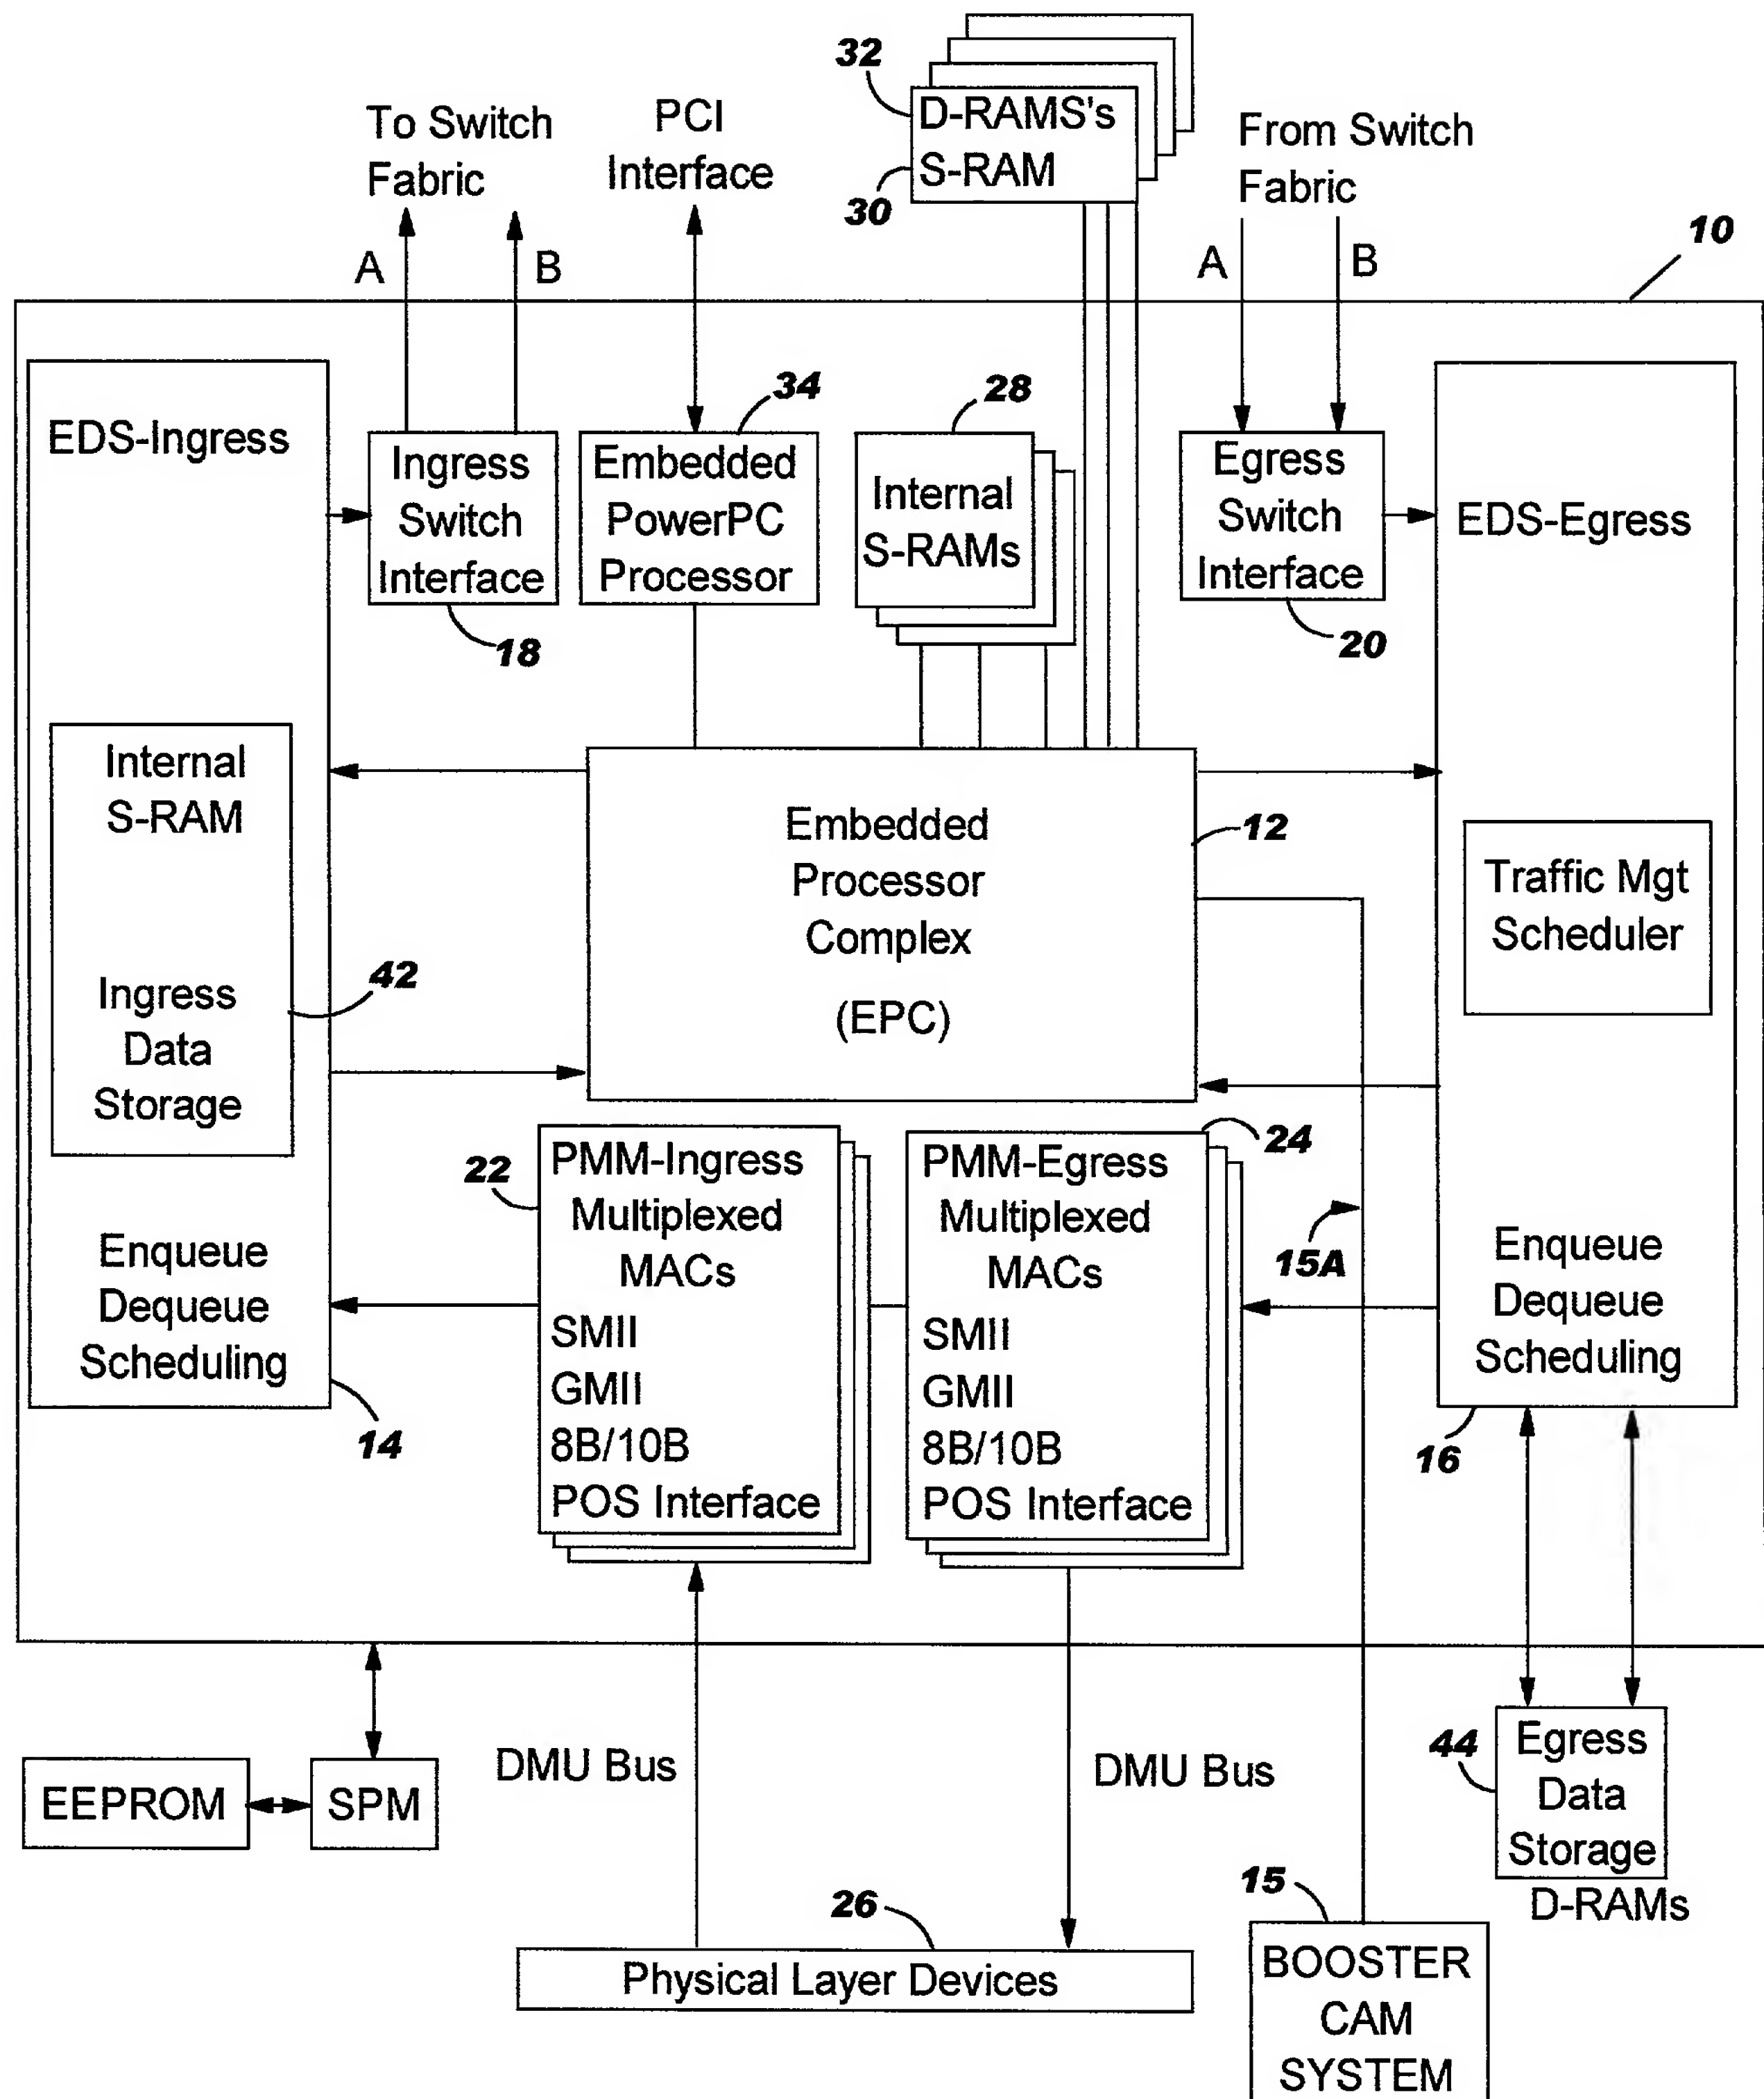 32
D-RAMS's
S-RAM
30
To Switch
Fabric
PCI
Interface
From Switch
Fabric
A
B
A
B
10
EDS-Ingress
Ingress
Switch
Interface
18
34
Embedded
PowerPC
Processor
28
Internal
S-RAMs
Egress
Switch
Interface
20
EDS-Egress
Internal
S-RAM
Ingress
Data
Storage
42
Embedded
Processor
Complex
(EPC)
12
Traffic Mgt
Scheduler
Enqueue
Dequeue
Scheduling
14
22
PMM-Ingress
Multiplexed
MACs
SMII
GMII
8B/10B
POS Interface
24
PMM-Egress
Multiplexed
MACs
SMII
GMII
8B/10B
POS Interface
15A
Enqueue
Dequeue
Scheduling
16
EEPROM
SPM
DMU Bus
DMU Bus
44
Egress
Data
Storage
D-RAMs
26
Physical Layer Devices
15
BOOSTER
CAM
SYSTEM